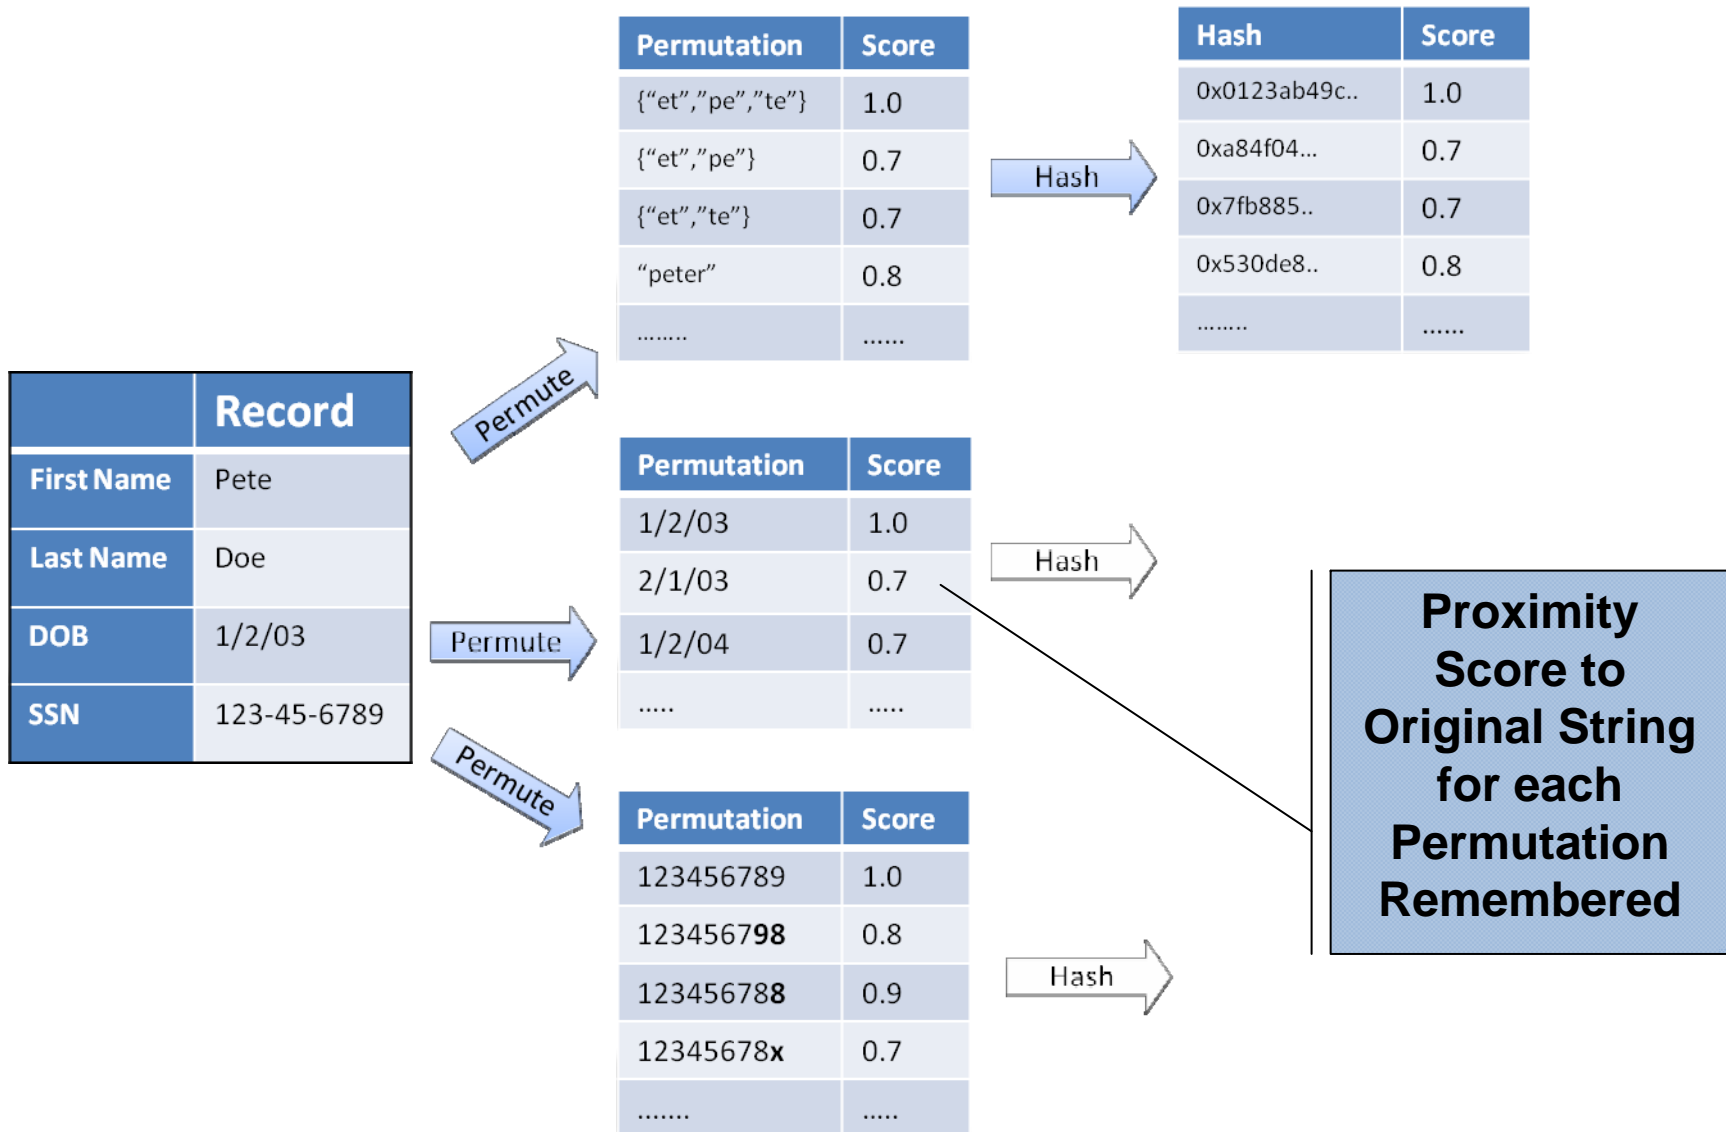 Record
First Name Pete
Last Name Doe
DOB 1/2/03
SSN 123-45-6789
Permute
Permute
Permute
Permutation Score
{“et”,”pe”,”te”} 1.0
{“et”,”pe”} 0.7
{“et”,”te”} 0.7
“peter” 0.8
........ ......
Hash
Hash Score
0x0123ab49c.. 1.0
0xa84f04... 0.7
0x7fb885.. 0.7
0x530de8.. 0.8
........ ......
Permutation Score
1/2/03 1.0
2/1/03 0.7
1/2/04 0.7
..... .....
Hash
Permutation Score
123456789 1.0
123456798 0.8
123456788 0.9
12345678x 0.7
....... .....
Hash
Proximity
Score to
Original String
for each
Permutation
Remembered